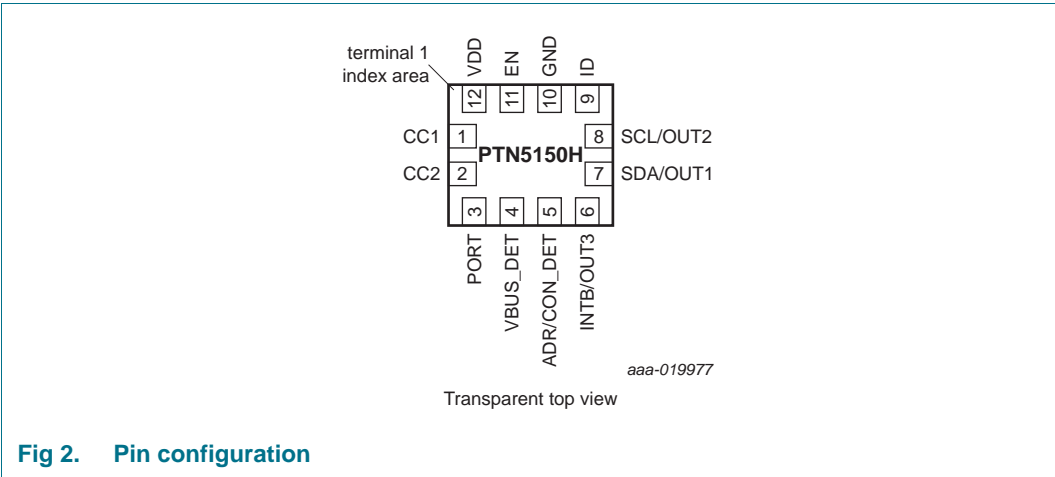 terminal 1
index area
VDD
EN
GND
ID
12
11
10
9
CC1
1
8
SCL/OUT2
PTN5150H
CC2
2
7
SDA/OUT1
3
4
5
6
PORT
VBUS_DET
ADR/CON_DET
INTB/OUT3
aaa-019977
Transparent top view
Fig 2. Pin configuration